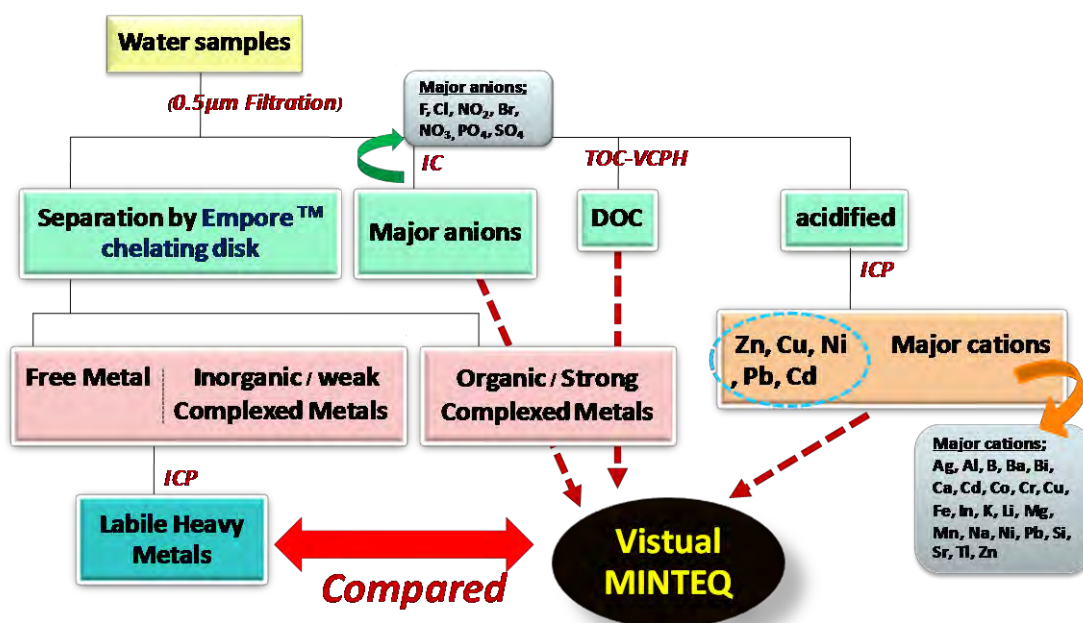 Water samples
(0.5µm Filtration)
Major anions;
F, Cl, NO₂, Br,
NO₃, PO₄, SO₄
IC
TOC-VCPH
Separation by Empore™
chelating disk
Major anions
DOC
acidified
ICP
Free Metal
Inorganic / weak
Complexed Metals
Organic / Strong
Complexed Metals
Zn, Cu, Ni
, Pb, Cd
Major cations
ICP
Major cations;
Ag, Al, B, Ba, Bi,
Ca, Cd, Co, Cr, Cu,
Fe, In, K, Li, Mg,
Mn, Na, Ni, Pb, Si,
Sr, Tl, Zn
Labile Heavy
Metals
Compared
Vistual
MINTEQ